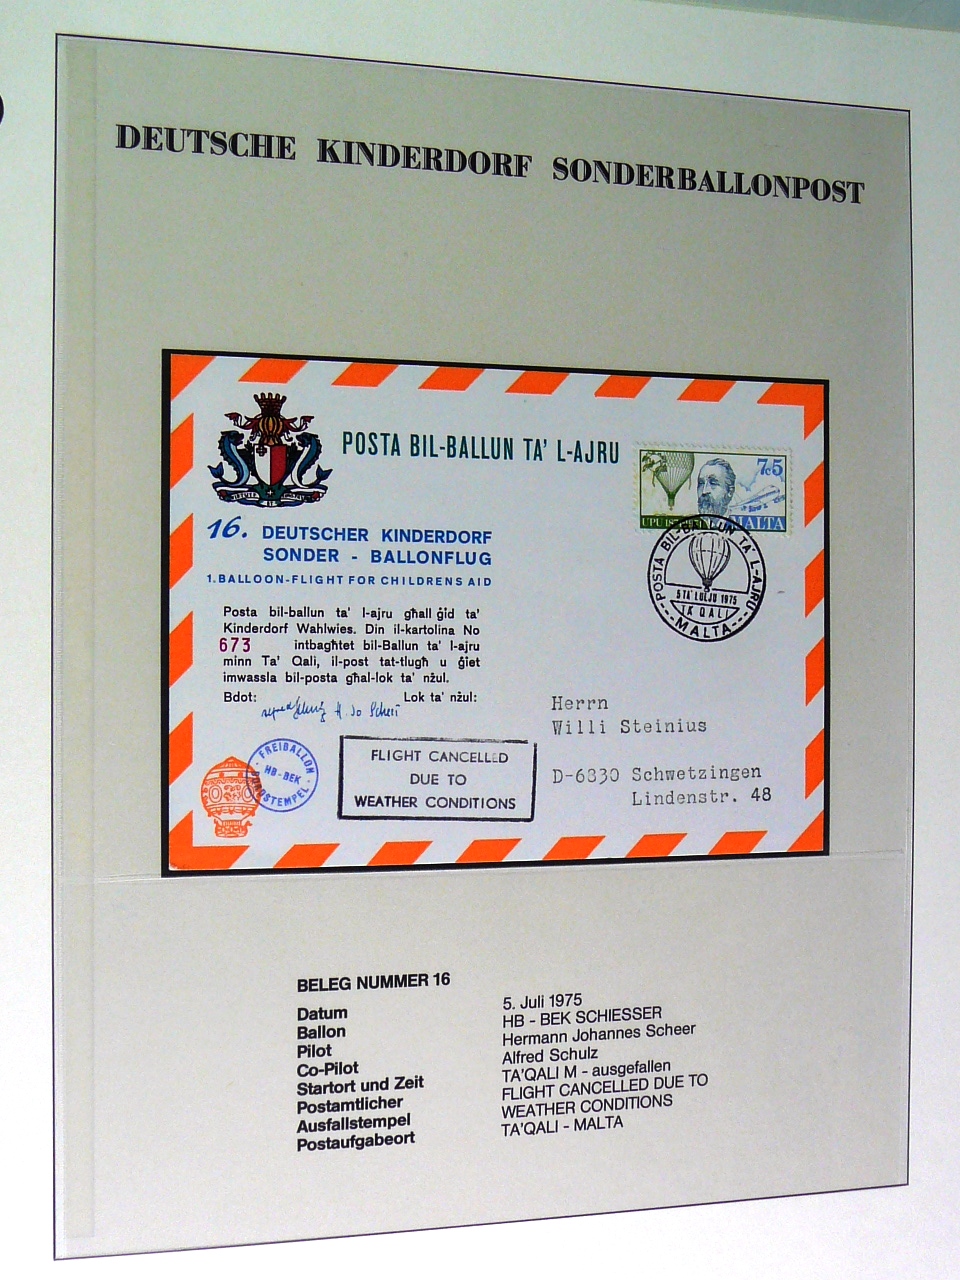 DEUTSCHE KINDERDORF SONDERBALLONPOST
POSTA BIL-BALLUN TA' L-AJRU
7c5
UPU
MALTA
16. DEUTSCHER KINDERDORF
SONDER - BALLONFLUG
1. BALLOON-FLIGHT FOR CHILDRENS AID
POSTA BIL-BALLUN TA' L-AJRU
5 TA' LULJU 1975
TA QALI
MALTA
Posta bil-ballun ta' l-ajru għall ġid ta'
Kinderdorf Wahlwies. Din il-kartolina No
673 intbagħtet bil-Ballun ta' l-ajru
minn Ta' Qali, il-post tat-tlugħ u ġiet
imwassla bil-posta għal-lok ta' nżul.
Bdot: Lok ta' nżul:
Herrn
Willi Steinius
D-6830 Schwetzingen
Lindenstr. 48
FREIBALLON
HB-BEK
BORDSTEMPEL
FLIGHT CANCELLED
DUE TO
WEATHER CONDITIONS
BELEG NUMMER 16
Datum 5. Juli 1975
Ballon HB - BEK SCHIESSER
Pilot Hermann Johannes Scheer
Co-Pilot Alfred Schulz
Startort und Zeit TA'QALI M - ausgefallen
Postamtlicher FLIGHT CANCELLED DUE TO
Ausfallstempel WEATHER CONDITIONS
Postaufgabeort TA'QALI - MALTA